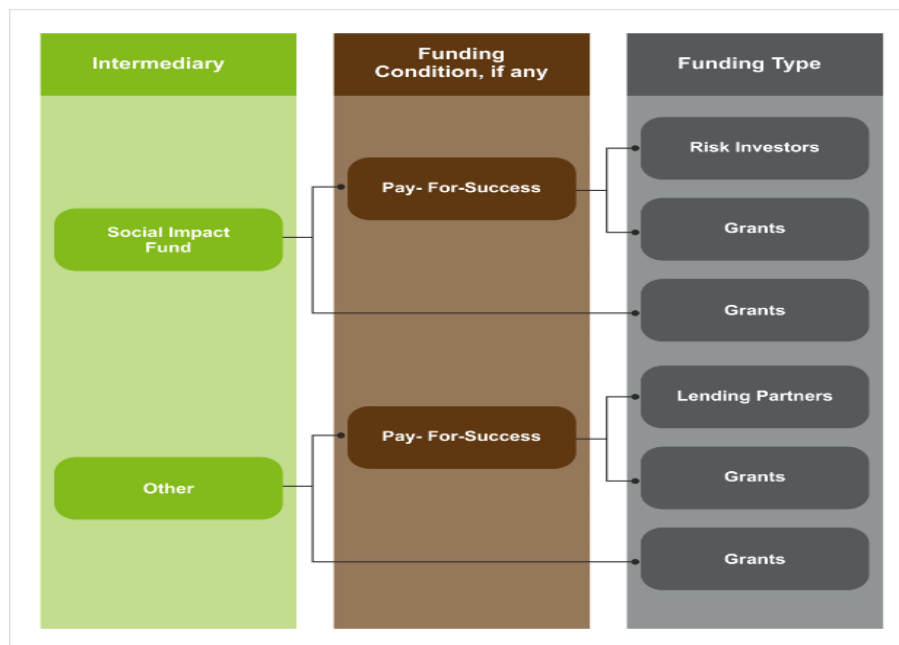 Intermediary
Funding
Condition, if any
Funding Type
Risk Investors
Pay- For-Success
Social Impact
Fund
Grants
Grants
Lending Partners
Pay- For-Success
Other
Grants
Grants